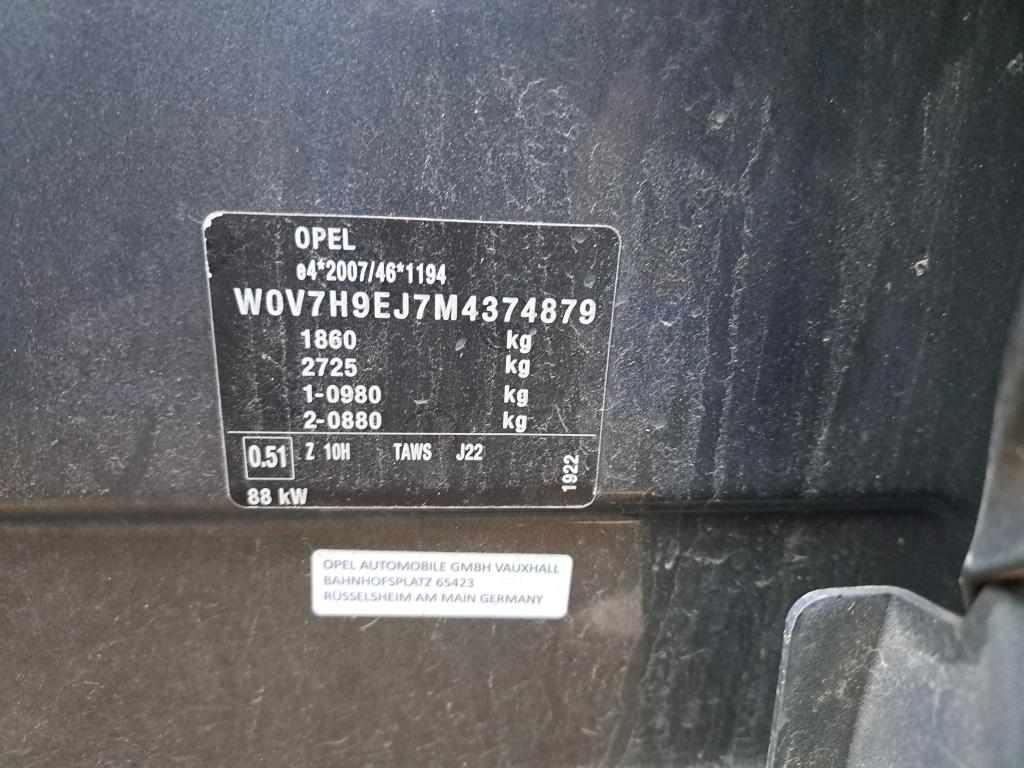 OPEL
e4*2007/46*1194
W0V7H9EJ7M4374879
1860 kg
2725 kg
1-0980 kg
2-0880 kg
0.51 Z 10H TAWS J22
1922
88 kW
OPEL AUTOMOBILE GMBH VAUXHALL
BAHNHOFSPLATZ 65423
RÜSSELSHEIM AM MAIN GERMANY